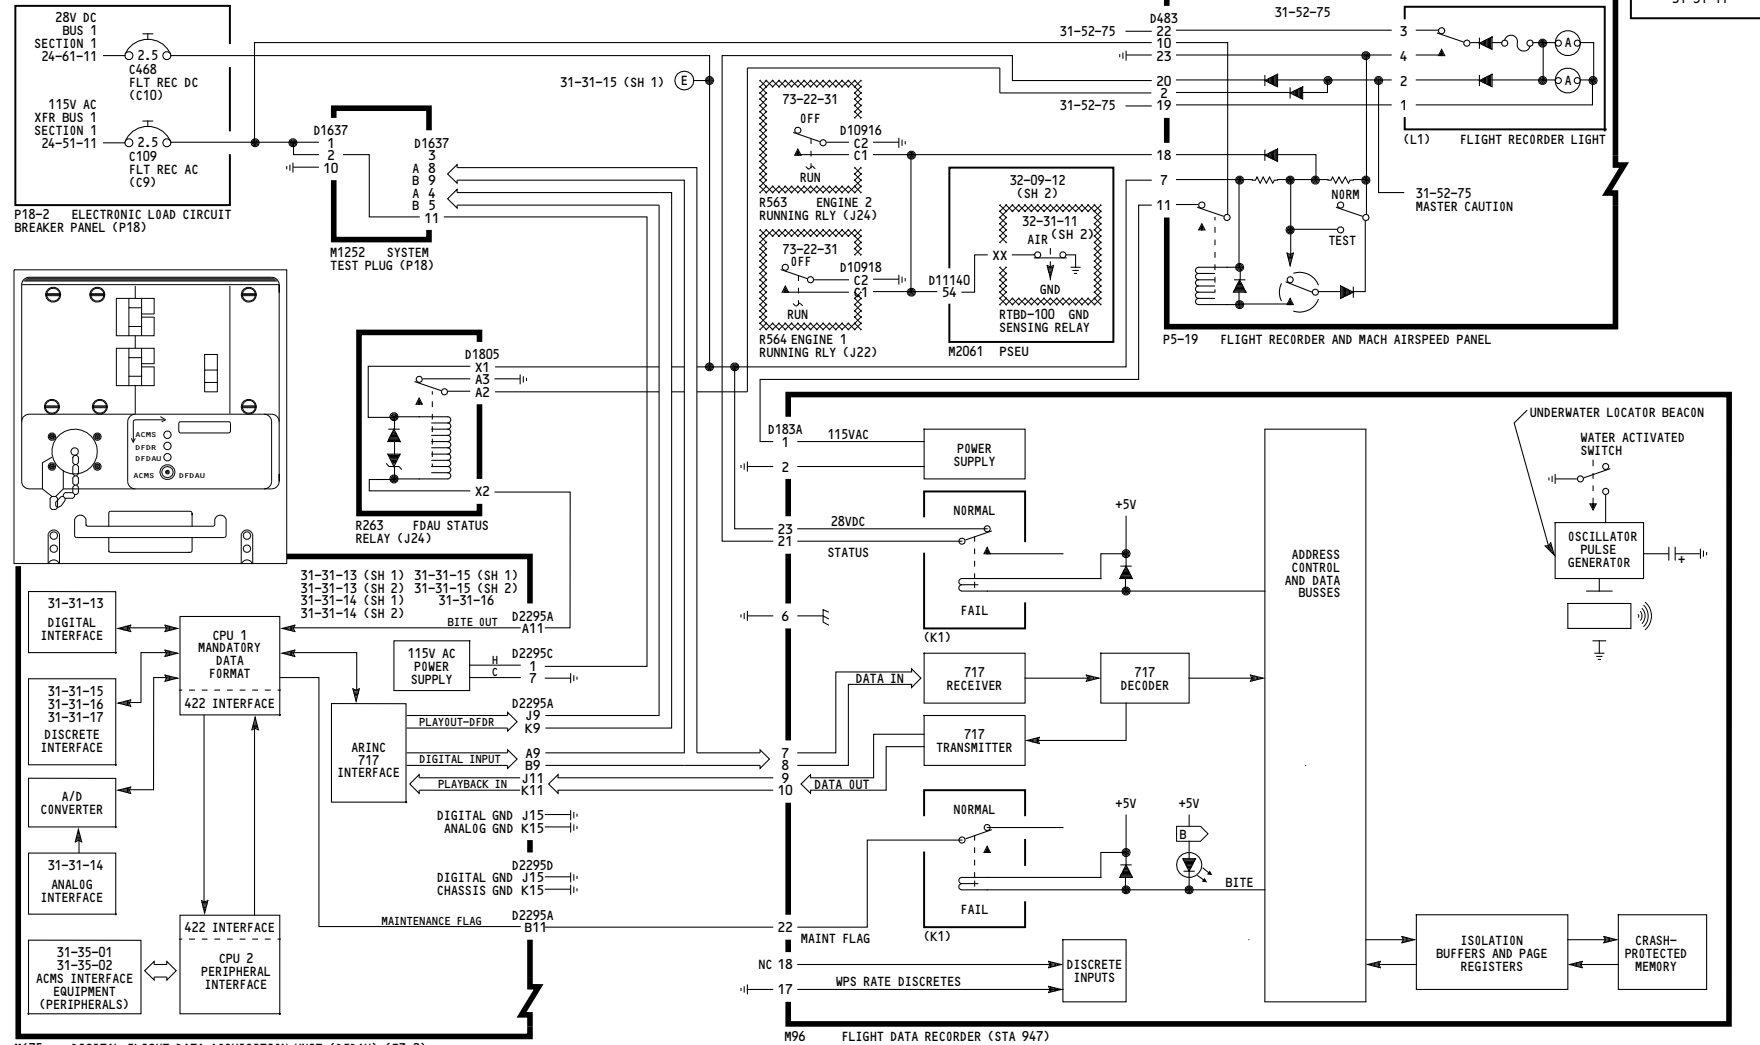 28V DC
BUS 1
SECTION 1
24-61-11
2.5
C468
FLT REC DC
(C10)
115V AC
XFR BUS 1
SECTION 1
24-51-11
2.5
C109
FLT REC AC
(C9)
P18-2 ELECTRONIC LOAD CIRCUIT
BREAKER PANEL (P18)
D1637
1
2
10
D1637
3
A 8
B 9
A 4
B 5
11
M1252 SYSTEM
TEST PLUG (P18)
31-31-15 (SH 1)
E
73-22-31
OFF
RUN
D10916
C2
C1
R563 ENGINE 2
RUNNING RLY (J24)
73-22-31
OFF
RUN
D10918
C2
C1
R564 ENGINE 1
RUNNING RLY (J22)
32-09-12
(SH 2)
32-31-11
(SH 2)
AIR
XX
GND
RTBD-100 GND
SENSING RELAY
D11140
54
M2061 PSEU
D483
31-52-75
31-52-75
22
10
23
20
2
31-52-75
19
18
7
11
3
4
2
1
A
A
(L1) FLIGHT RECORDER LIGHT
NORM
TEST
31-52-75
MASTER CAUTION
P5-19 FLIGHT RECORDER AND MACH AIRSPEED PANEL
ACMS
DFDR
DFDAU
ACMS
DFDAU
D1805
X1
A3
A2
X2
R263 FDAU STATUS
RELAY (J24)
31-31-13 (SH 1) 31-31-15 (SH 1)
31-31-13 (SH 2) 31-31-15 (SH 2)
31-31-14 (SH 1) 31-31-16
31-31-14 (SH 2)
31-31-13
DIGITAL
INTERFACE
31-31-15
31-31-16
31-31-17
DISCRETE
INTERFACE
A/D
CONVERTER
31-31-14
ANALOG
INTERFACE
31-35-01
31-35-02
ACMS INTERFACE
EQUIPMENT
(PERIPHERALS)
CPU 1
MANDATORY
DATA
FORMAT
422 INTERFACE
422 INTERFACE
CPU 2
PERIPHERAL
INTERFACE
BITE OUT
D2295A
A11
115V AC
POWER
SUPPLY
H
C
D2295C
1
7
ARINC
717
INTERFACE
D2295A
PLAYOUT-DFDR
J9
K9
DIGITAL INPUT
A9
B9
PLAYBACK IN
J11
K11
DIGITAL GND J15
ANALOG GND K15
D2295D
DIGITAL GND J15
CHASSIS GND K15
D2295A
MAINTENANCE FLAG
B11
D183A
1
115VAC
2
POWER
SUPPLY
23
28VDC
21
STATUS
NORMAL
FAIL
(K1)
+5V
6
7
8
DATA IN
9
10
DATA OUT
717
RECEIVER
717
DECODER
717
TRANSMITTER
NORMAL
FAIL
(K1)
+5V
+5V
B
BITE
22
MAINT FLAG
NC 18
17
WPS RATE DISCRETES
DISCRETE
INPUTS
ADDRESS
CONTROL
AND DATA
BUSSES
UNDERWATER LOCATOR BEACON
WATER ACTIVATED
SWITCH
OSCILLATOR
PULSE
GENERATOR
+
ISOLATION
BUFFERS AND PAGE
REGISTERS
CRASH-
PROTECTED
MEMORY
M96 FLIGHT DATA RECORDER (STA 947)